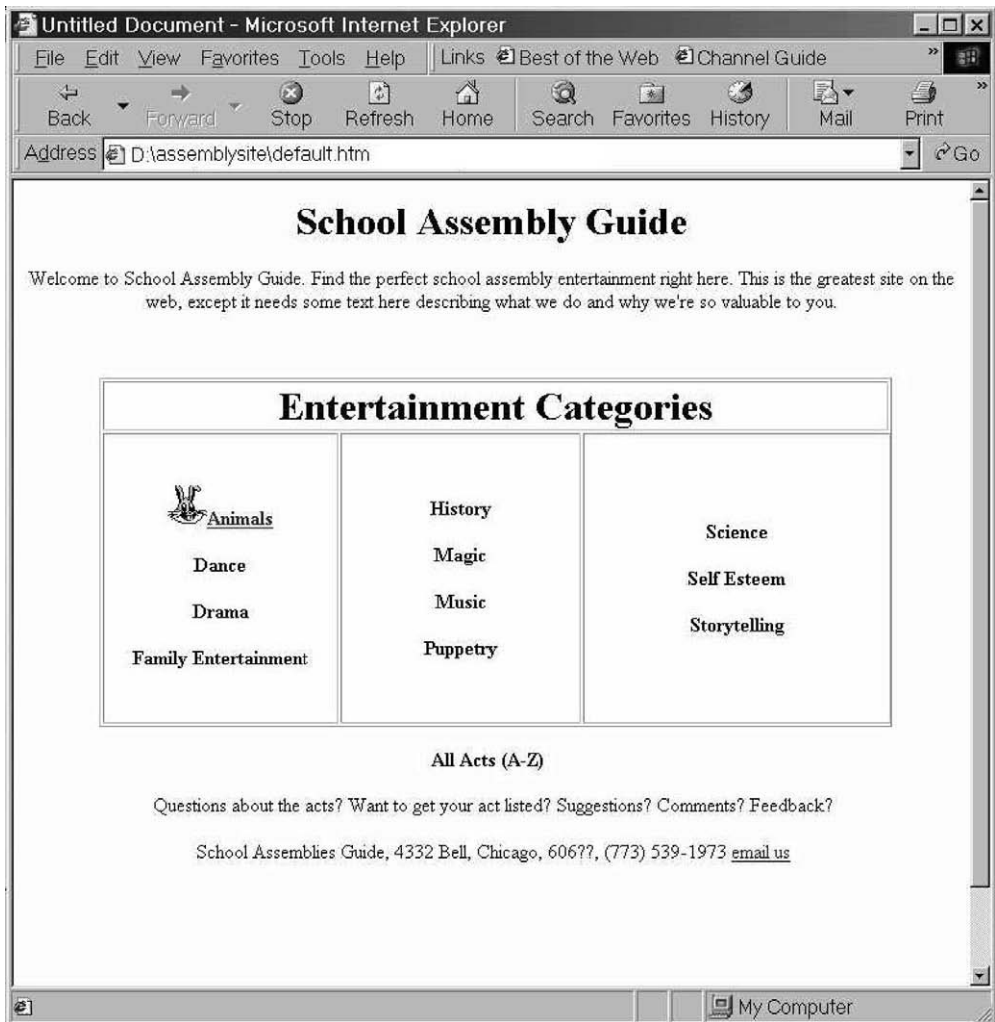 Untitled Document - Microsoft Internet Explorer
File Edit View Favorites Tools Help Links Best of the Web Channel Guide »
Back Forward Stop Refresh Home Search Favorites History Mail Print »
Address D:\assemblysite\default.htm Go
School Assembly Guide
Welcome to School Assembly Guide. Find the perfect school assembly entertainment right here. This is the greatest site on the
web, except it needs some text here describing what we do and why we're so valuable to you.
Entertainment Categories
Animals
Dance
Drama
Family Entertainment
History
Magic
Music
Puppetry
Science
Self Esteem
Storytelling
All Acts (A-Z)
Questions about the acts? Want to get your act listed? Suggestions? Comments? Feedback?
School Assemblies Guide, 4332 Bell, Chicago, 606??, (773) 539-1973 email us
My Computer